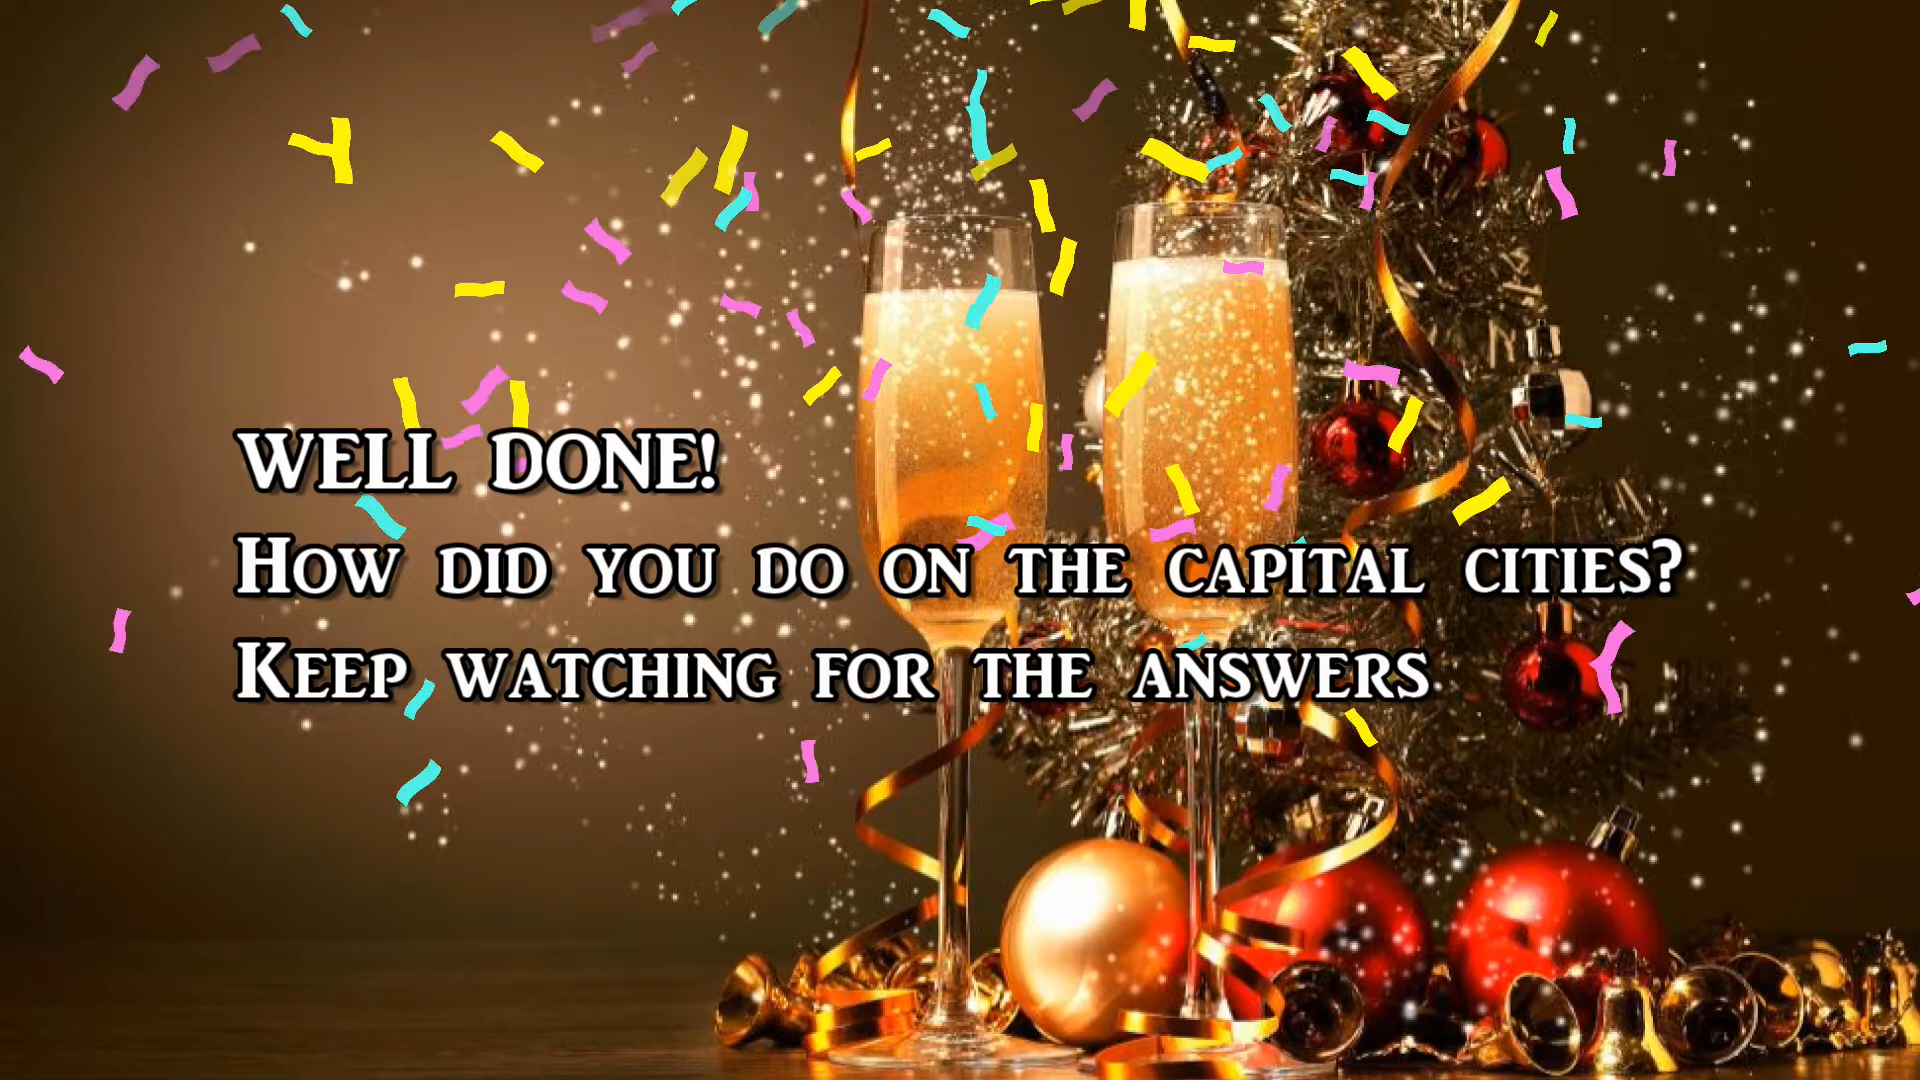 WELL DONE!
How did you do on the capital cities?
Keep watching for the answers